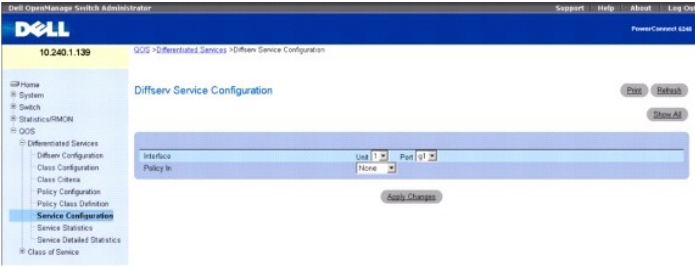 Dell OpenManage Switch Administrator
Support Help About Log Ou
DELL
PowerConnect 6248
10.240.1.139
QOS >Differentiated Services >Diffserv Service Configuration
Home
System
Switch
Statistics/RMON
QOS
Differentiated Services
Diffserv Configuration
Class Configuration
Class Criteria
Policy Configuration
Policy Class Definition
Service Configuration
Service Statistics
Service Detailed Statistics
Class of Service
Diffserv Service Configuration
Print Refresh
Show All
Interface Unit 1 Port g1
Policy In None
Apply Changes